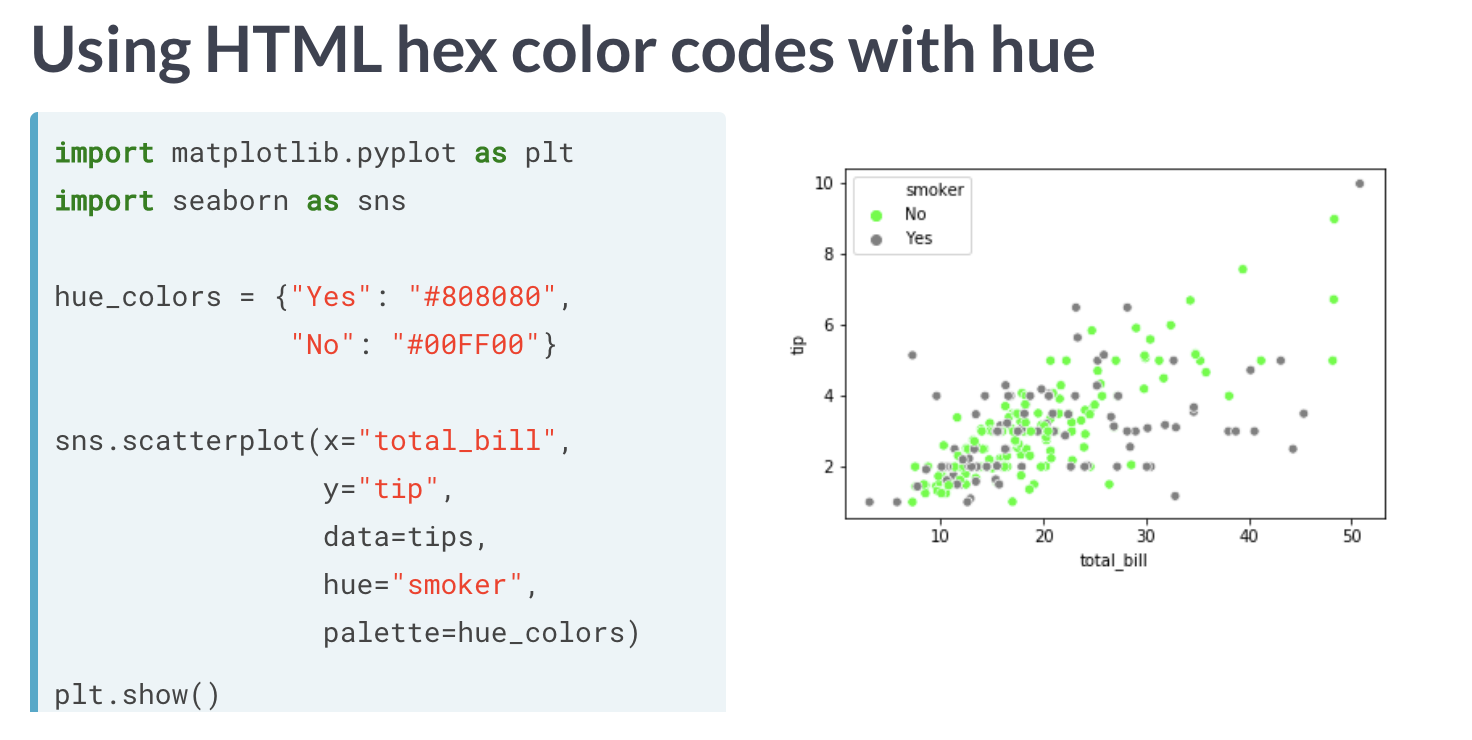 Using HTML hex color codes with hue
import matplotlib.pyplot as plt
import seaborn as sns
hue_colors = {"Yes": "#808080",
"No": "#00FF00"}
sns.scatterplot(x="total_bill",
y="tip",
data=tips,
hue="smoker",
palette=hue_colors)
plt.show()
smoker
No
Yes
10
8
6
4
2
tip
10 20 30 40 50
total_bill